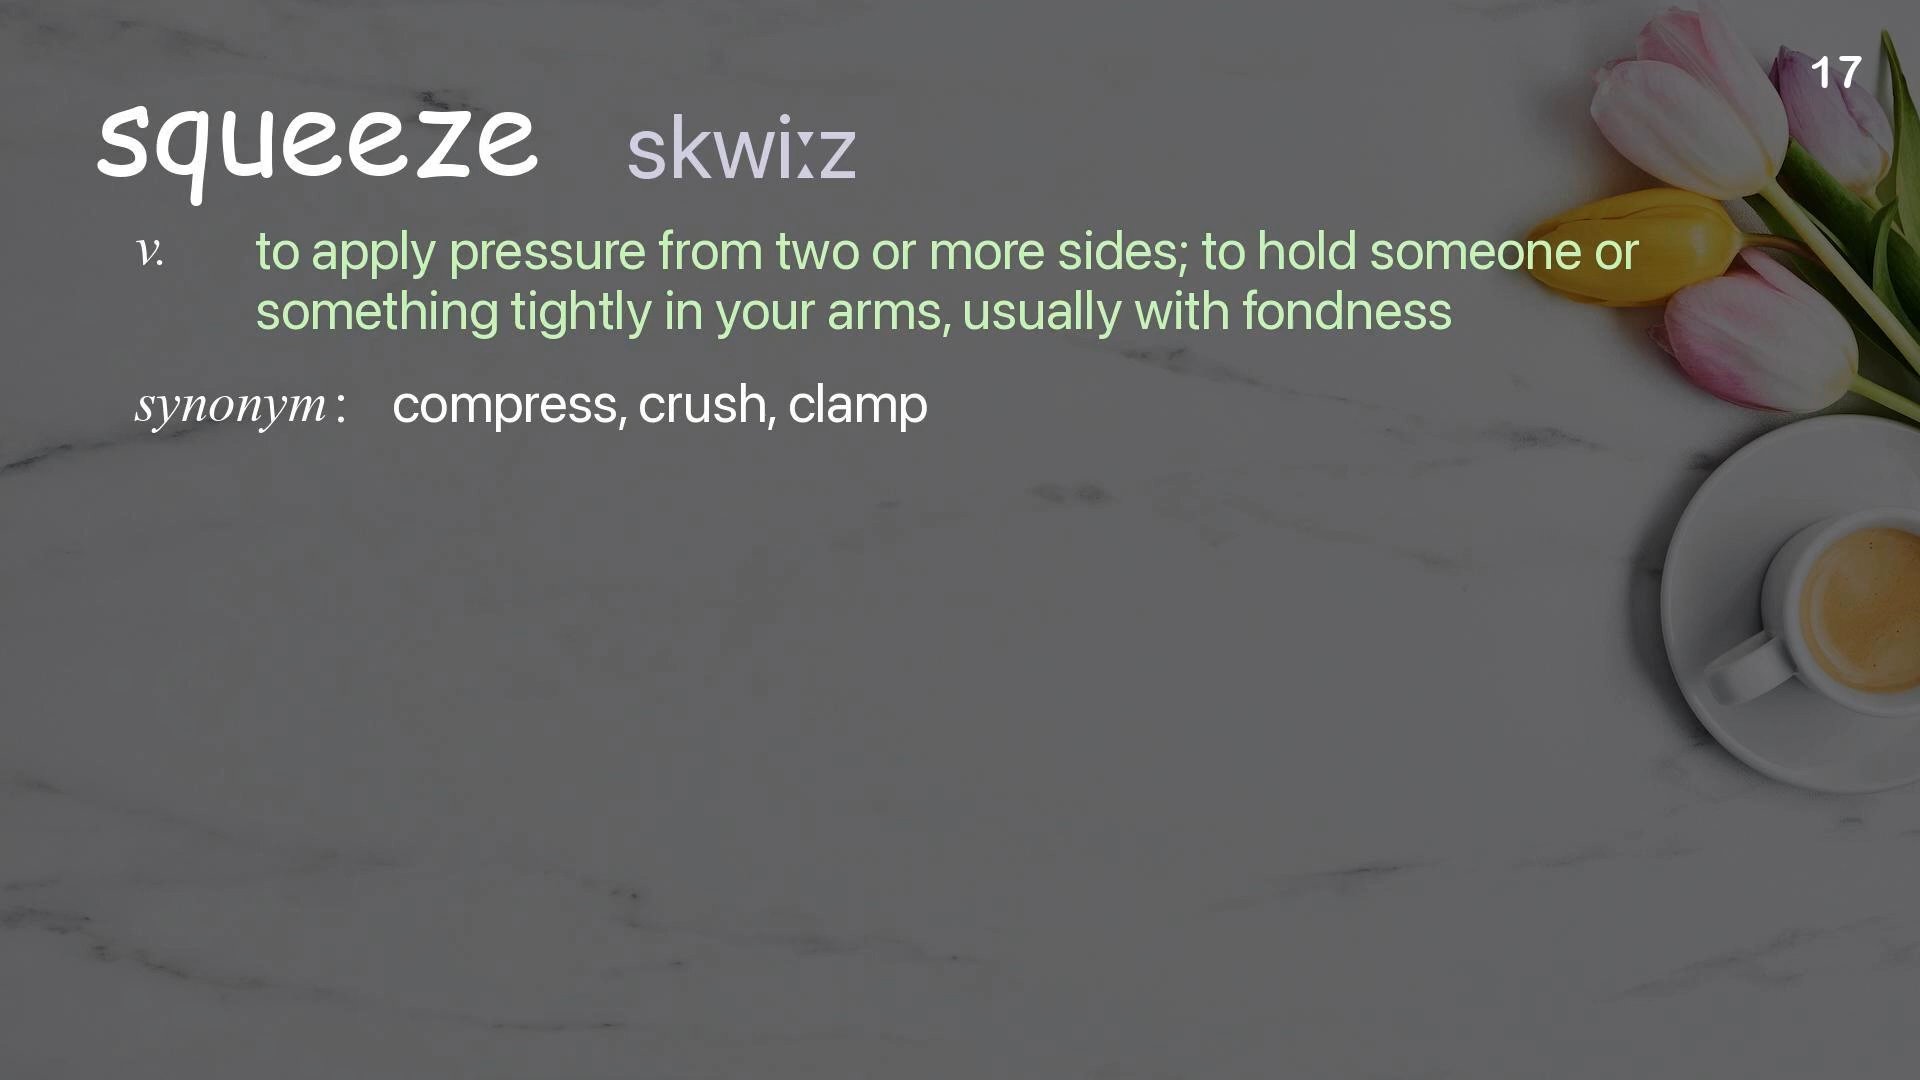 17
squeeze skwiːz
v. to apply pressure from two or more sides; to hold someone or
something tightly in your arms, usually with fondness
synonym: compress, crush, clamp